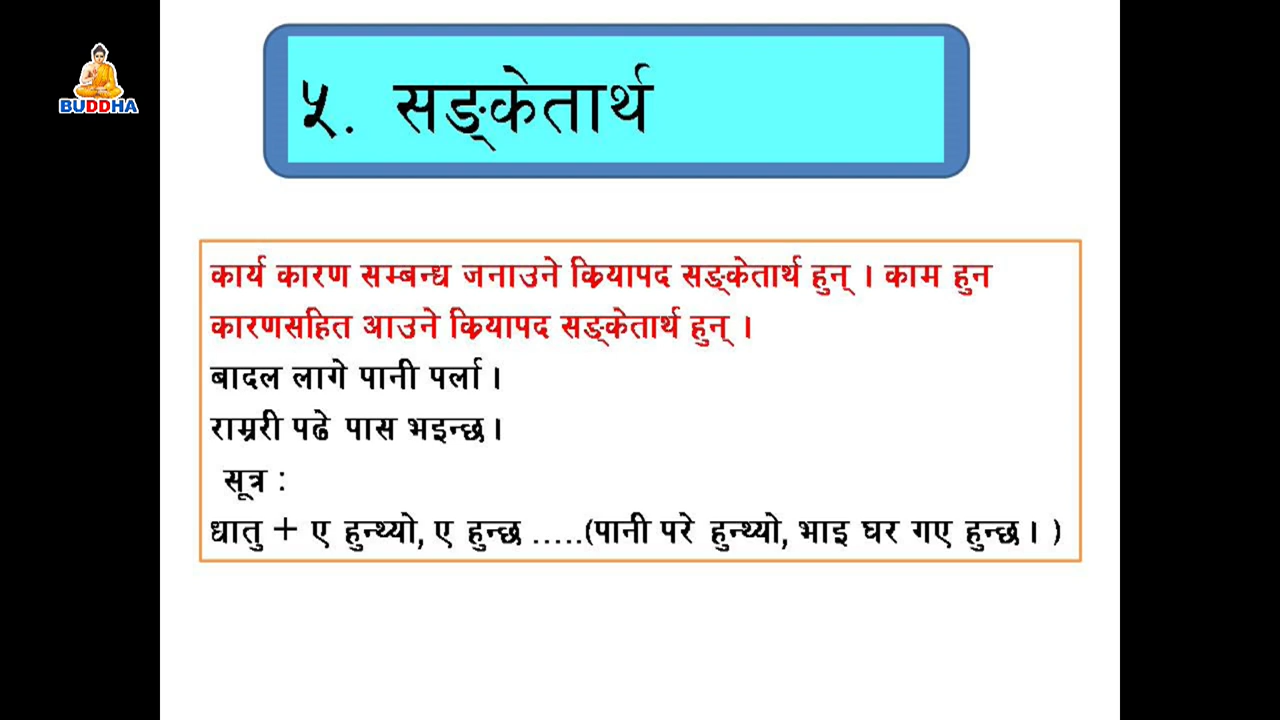 BUDDHA
५. सङ्केतार्थ
कार्य कारण सम्बन्ध जनाउने क्रियापद सङ्केतार्थ हुन् । काम हुन
कारणसहित आउने क्रियापद सङ्केतार्थ हुन् ।
बादल लागे पानी पर्ला ।
राम्ररी पढे पास भइन्छ ।
सूत्र :
धातु + ए हुन्थ्यो, ए हुन्छ .....(पानी परे हुन्थ्यो, भाइ घर गए हुन्छ । )